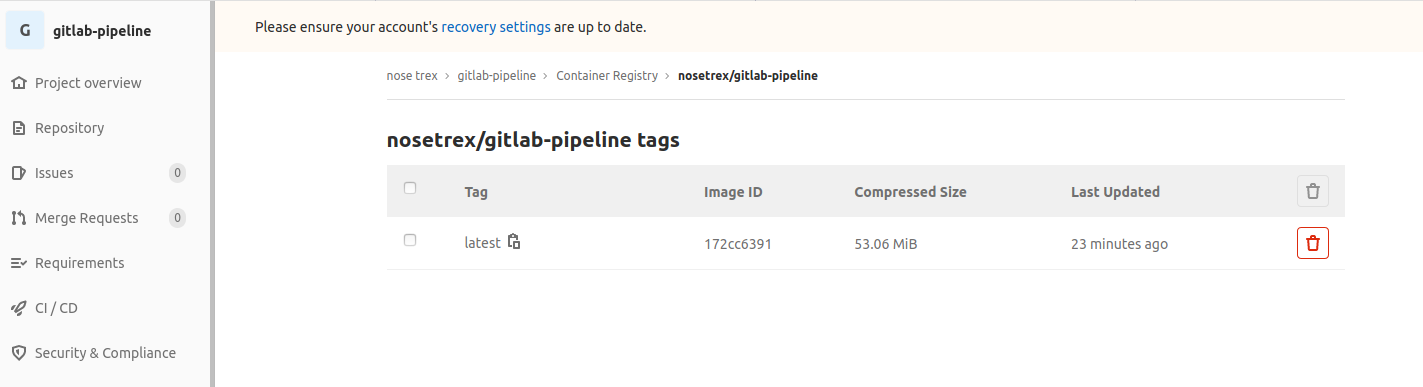 G gitlab-pipeline
Project overview
Repository
Issues 0
Merge Requests 0
Requirements
CI / CD
Security & Compliance
Please ensure your account's recovery settings are up to date.
nose trex › gitlab-pipeline › Container Registry › nosetrex/gitlab-pipeline
nosetrex/gitlab-pipeline tags
Tag Image ID Compressed Size Last Updated
latest 172cc6391 53.06 MiB 23 minutes ago